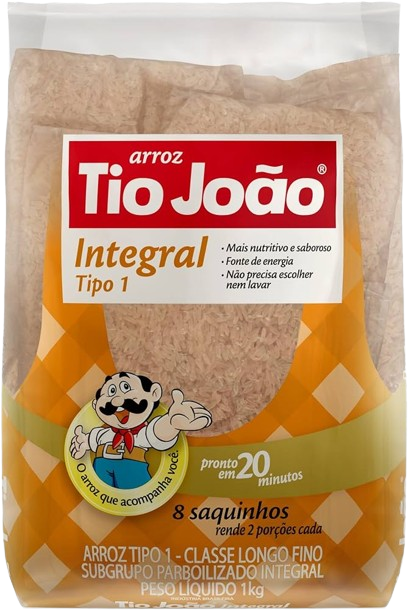 arroz
Tio João®
Integral
Tipo 1
• Mais nutritivo e saboroso
• Fonte de energia
• Não precisa escolher
nem lavar
O arroz que acompanha você.
pronto
em 20
minutos
8 saquinhos
rende 2 porções cada
ARROZ TIPO 1 - CLASSE LONGO FINO
SUBGRUPO PARBOILIZADO INTEGRAL
PESO LÍQUIDO 1kg
INDÚSTRIA BRASILEIRA